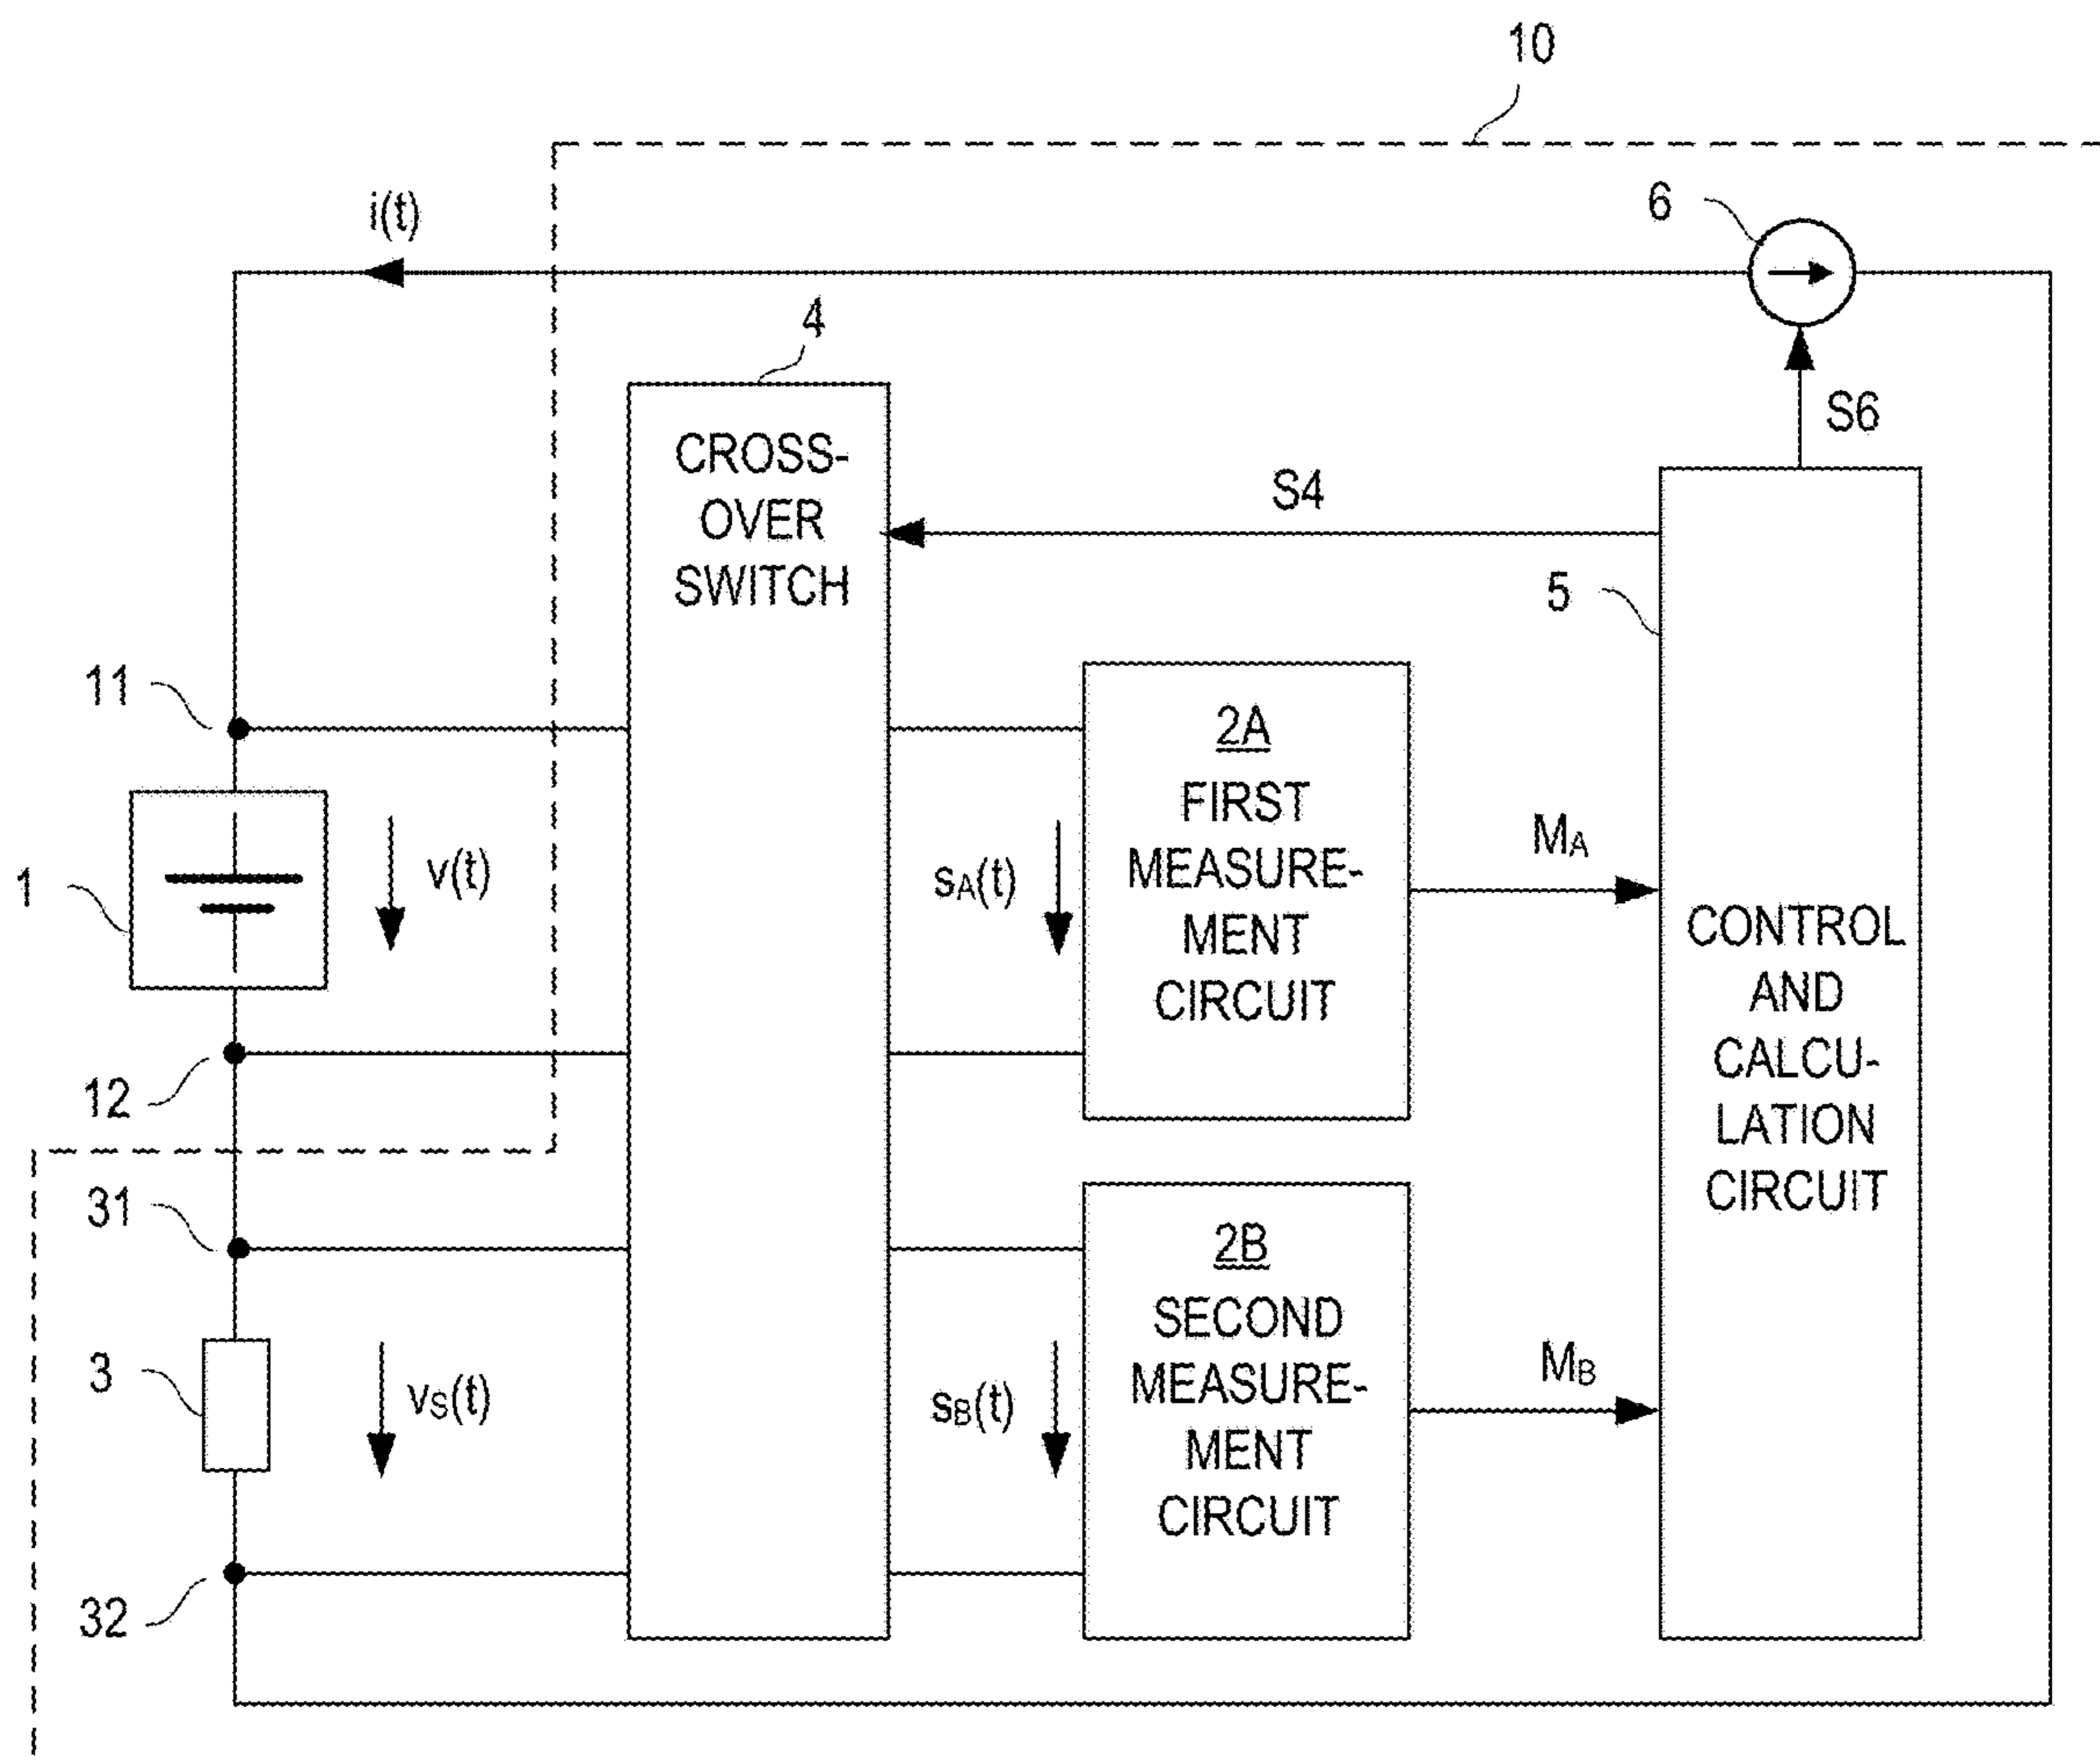 10
i(t)
6
4
S6
CROSS-
OVER
SWITCH
S4
5
11
2A
FIRST
MEASURE-
MENT
CIRCUIT
1
v(t)
sA(t)
MA
CONTROL
AND
CALCU-
LATION
CIRCUIT
12
31
2B
SECOND
MEASURE-
MENT
CIRCUIT
3
vS(t)
sB(t)
MB
32